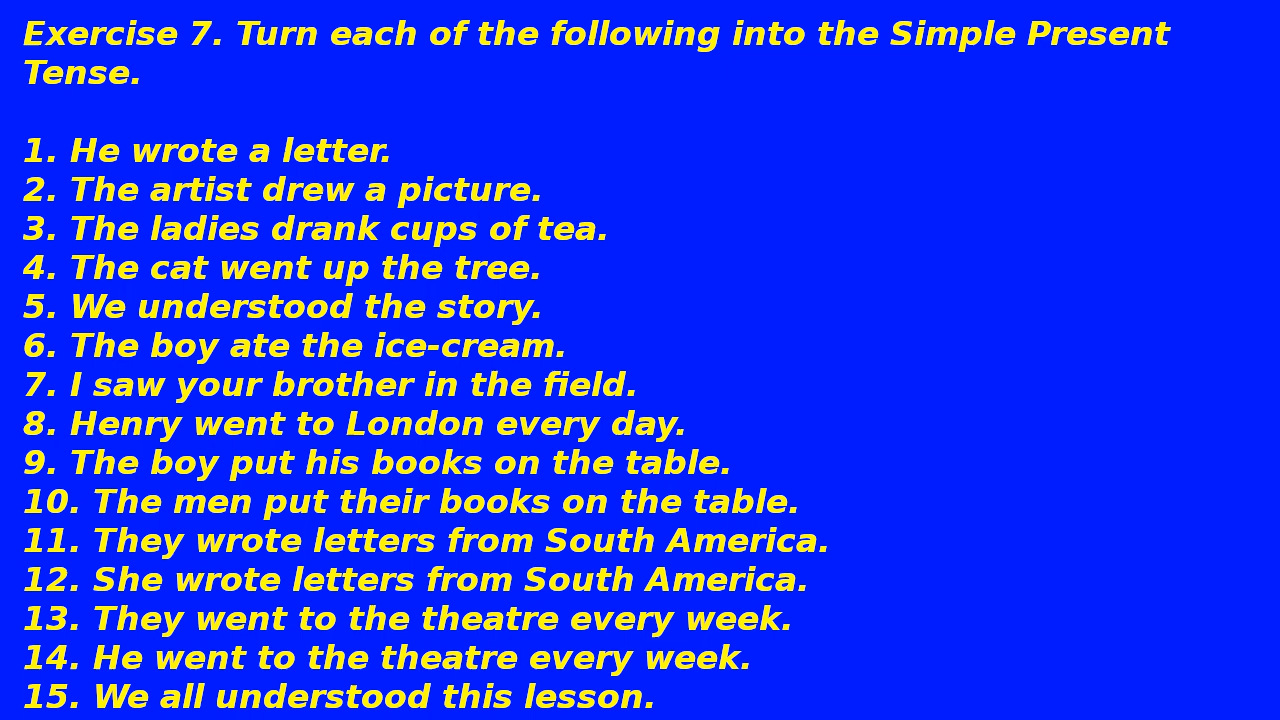 Exercise 7. Turn each of the following into the Simple Present
Tense.
1. He wrote a letter.
2. The artist drew a picture.
3. The ladies drank cups of tea.
4. The cat went up the tree.
5. We understood the story.
6. The boy ate the ice-cream.
7. I saw your brother in the field.
8. Henry went to London every day.
9. The boy put his books on the table.
10. The men put their books on the table.
11. They wrote letters from South America.
12. She wrote letters from South America.
13. They went to the theatre every week.
14. He went to the theatre every week.
15. We all understood this lesson.